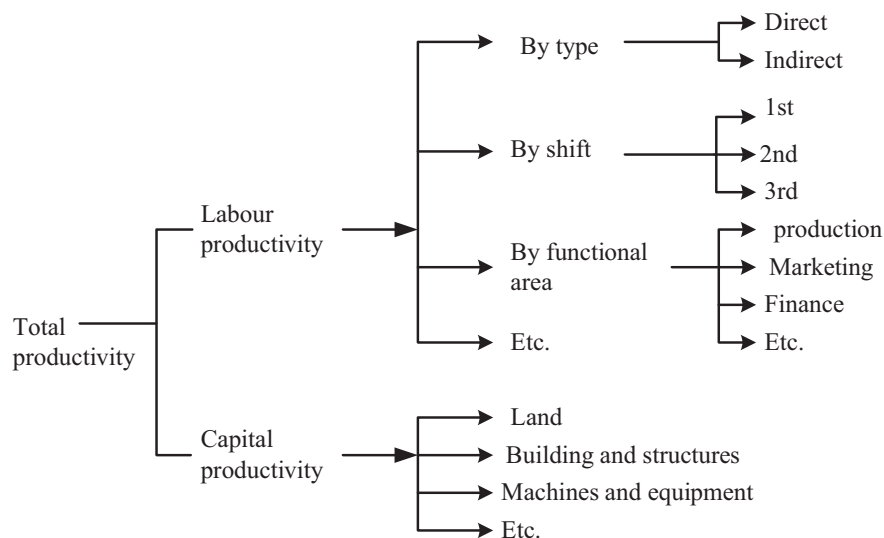 Total
productivity
Labour
productivity
By type
Direct
Indirect
By shift
1st
2nd
3rd
By functional
area
production
Marketing
Finance
Etc.
Etc.
Capital
productivity
Land
Building and structures
Machines and equipment
Etc.